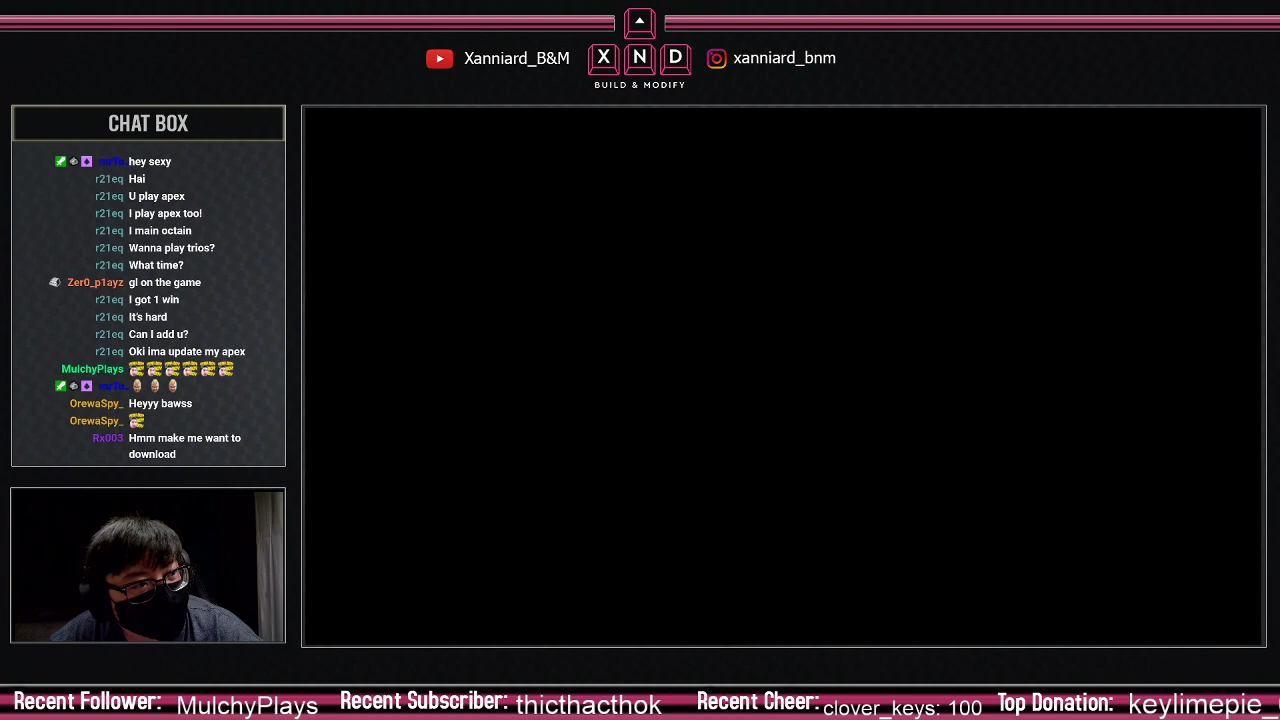 Xanniard_B&M
X N D
BUILD & MODIFY
xanniard_bnm
CHAT BOX
hey sexy
r21eq Hai
r21eq U play apex
r21eq I play apex too!
r21eq I main octain
r21eq Wanna play trios?
r21eq What time?
Zer0_p1ayz gl on the game
r21eq I got 1 win
r21eq It's hard
r21eq Can I add u?
r21eq Oki ima update my apex
MulchyPlays
OrewaSpy_ Heyyy bawss
OrewaSpy_
Rx003 Hmm make me want to
download
Recent Follower: MulchyPlays
Recent Subscriber: thicthacthok
Recent Cheer: clover_keys: 100
Top Donation: keylimepie_